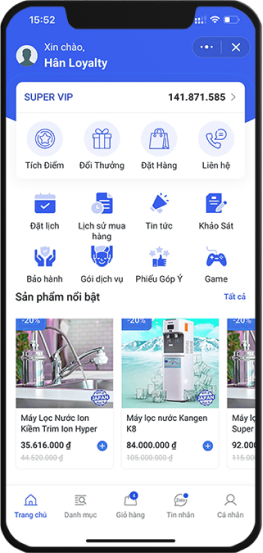 15:52
Xin chào,
Hân Loyalty
SUPER VIP 141.871.585
Tích Điểm Đổi Thưởng Đặt Hàng Liên hệ
Đặt lịch Lịch sử mua hàng Tin tức Khảo Sát
Bảo hành Gói dịch vụ Phiếu Góp Ý Game
Sản phẩm nổi bật Tất cả
-20% -20% -20%
JAPAN JAPAN
Máy Lọc Nước Ion Máy lọc nước Kangen Máy lọ
Kiềm Trim Ion Hyper K8 Super
35.616.000 ₫ 84.000.000 ₫ 92.000
44.520.000 ₫ 105.000.000 ₫ 115.00
Trang chủ Danh mục Giỏ hàng Tin nhắn Cá nhân